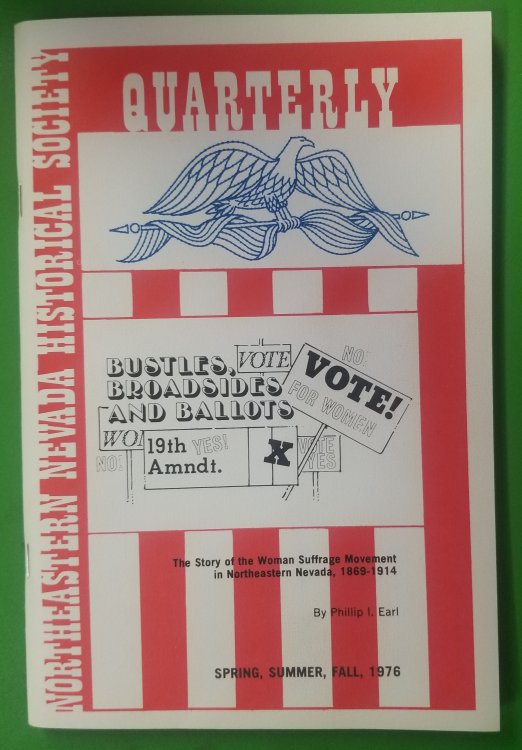 NORTHEASTERN NEVADA HISTORICAL SOCIETY
QUARTERLY
BUSTLES,
BROADSIDES
AND BALLOTS
VOTE
NO!
VOTE!
FOR WOMEN
WO
NO!
19th
Amndt.
YES!
X
VOTE
YES
The Story of the Woman Suffrage Movement
in Northeastern Nevada, 1869-1914
By Phillip I. Earl
SPRING, SUMMER, FALL, 1976